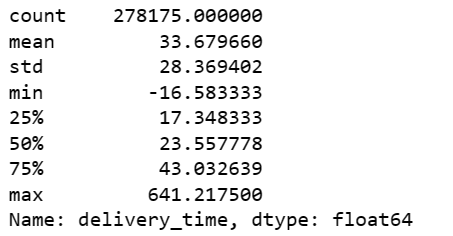 count    278175.000000
mean         33.679660
std          28.369402
min         -16.583333
25%          17.348333
50%          23.557778
75%          43.032639
max         641.217500
Name: delivery_time, dtype: float64